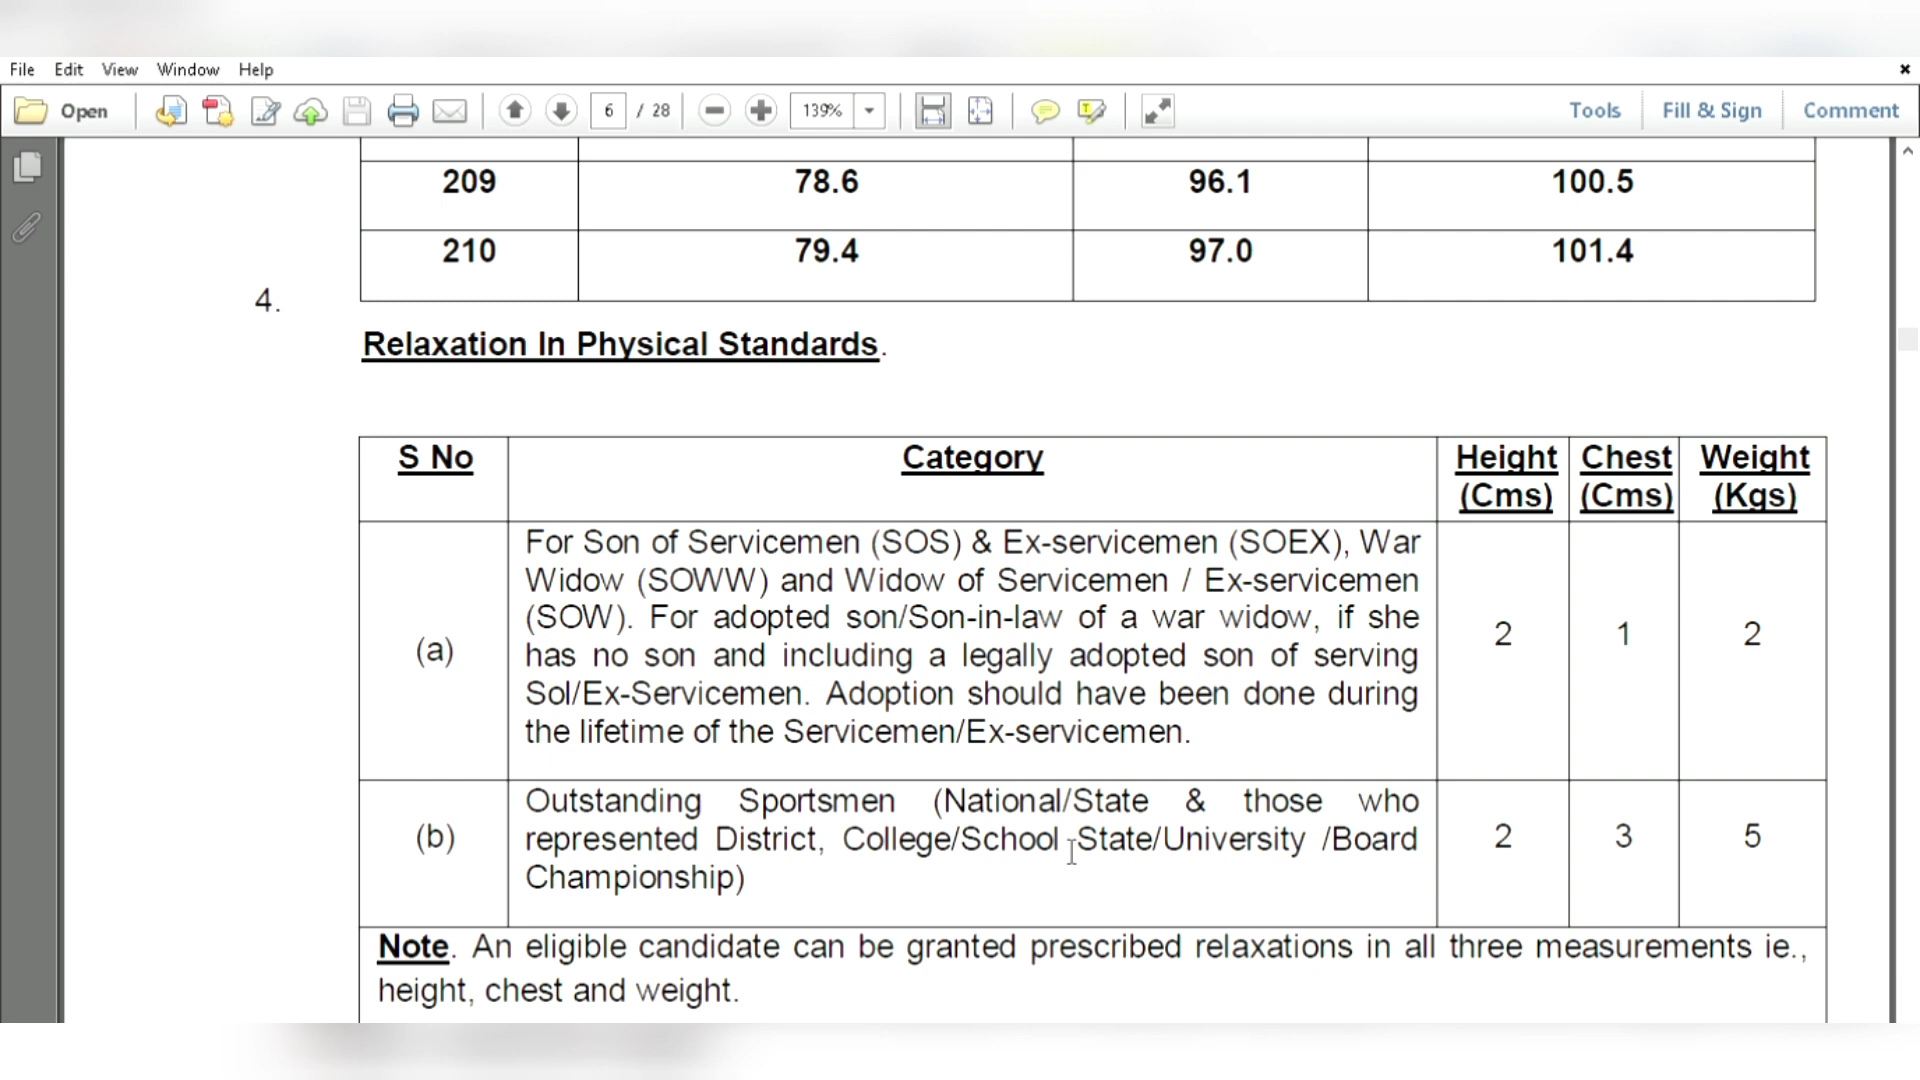 File Edit View Window Help
Open 6 / 28 139% Tools Fill & Sign Comment
209 78.6 96.1 100.5
210 79.4 97.0 101.4
4.
Relaxation In Physical Standards.
S No Category Height (Cms) Chest (Cms) Weight (Kgs)
For Son of Servicemen (SOS) & Ex-servicemen (SOEX), War
Widow (SOWW) and Widow of Servicemen / Ex-servicemen
(SOW). For adopted son/Son-in-law of a war widow, if she
(a) has no son and including a legally adopted son of serving 2 1 2
Sol/Ex-Servicemen. Adoption should have been done during
the lifetime of the Servicemen/Ex-servicemen.
Outstanding Sportsmen (National/State & those who
(b) represented District, College/School State/University /Board 2 3 5
Championship)
Note. An eligible candidate can be granted prescribed relaxations in all three measurements ie.,
height, chest and weight.